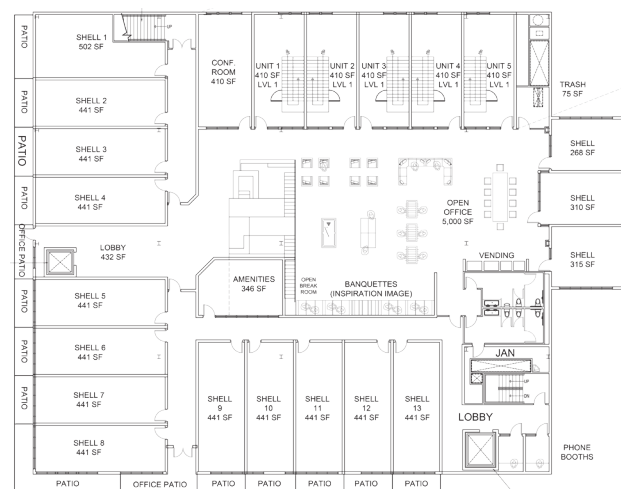 PATIO
SHELL 1
502 SF
UP
CONF.
ROOM
410 SF
UNIT 1
410 SF
LVL 1
UNIT 2
410 SF
LVL 1
UNIT 3
410 SF
LVL 1
UNIT 4
410 SF
LVL 1
UNIT 5
410 SF
LVL 1
TRASH
75 SF
PATIO
SHELL 2
441 SF
PATIO
SHELL 3
441 SF
SHELL
268 SF
PATIO
SHELL 4
441 SF
OPEN
OFFICE
5,000 SF
SHELL
310 SF
OFFICE PATIO
LOBBY
432 SF
VENDING
SHELL
315 SF
AMENITIES
346 SF
OPEN
BREAK
ROOM
BANQUETTES
(INSPIRATION IMAGE)
PATIO
SHELL 5
441 SF
PATIO
SHELL 6
441 SF
JAN
PATIO
SHELL 7
441 SF
SHELL
9
441 SF
SHELL
10
441 SF
SHELL
11
441 SF
SHELL
12
441 SF
SHELL
13
441 SF
UP
DN
LOBBY
SHELL 8
441 SF
PHONE
BOOTHS
PATIO
OFFICE PATIO
PATIO
PATIO
PATIO
PATIO
PATIO